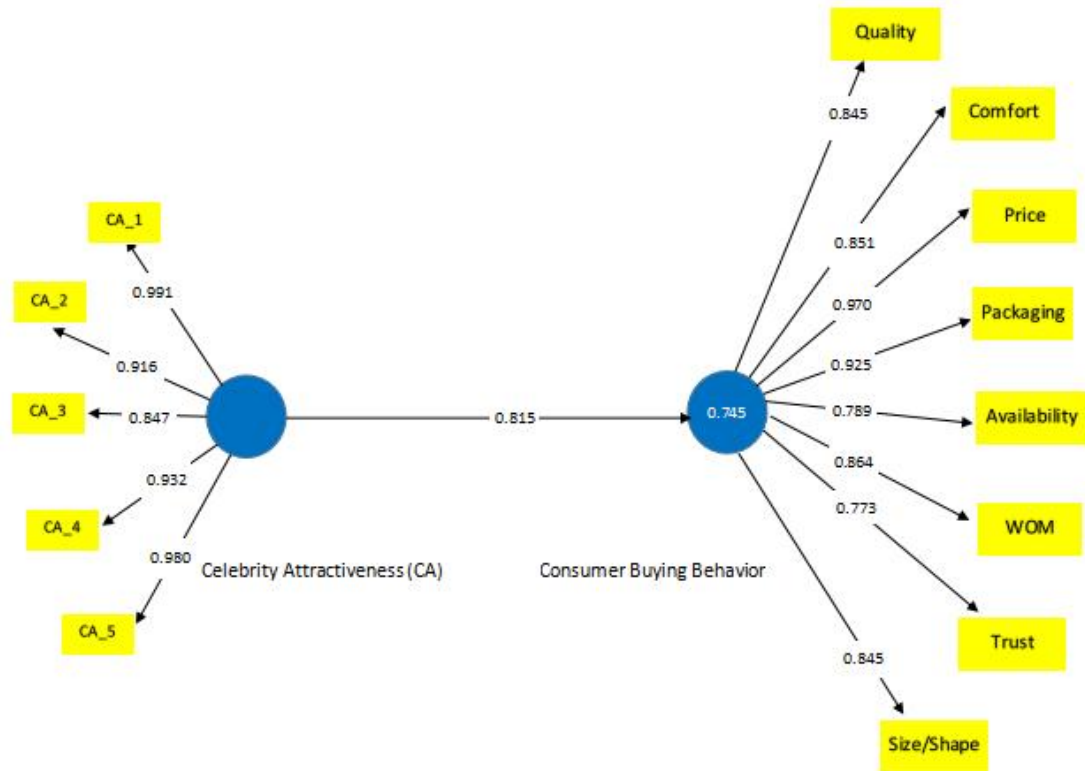 Quality
0.845
Comfort
0.851
Price
0.970
Packaging
0.925
Availability
0.789
WOM
0.864
Trust
0.773
Size/Shape
0.845
CA_1
0.991
CA_2
0.916
CA_3
0.847
CA_4
0.932
CA_5
0.980
0.815
0.745
Celebrity Attractiveness (CA)
Consumer Buying Behavior